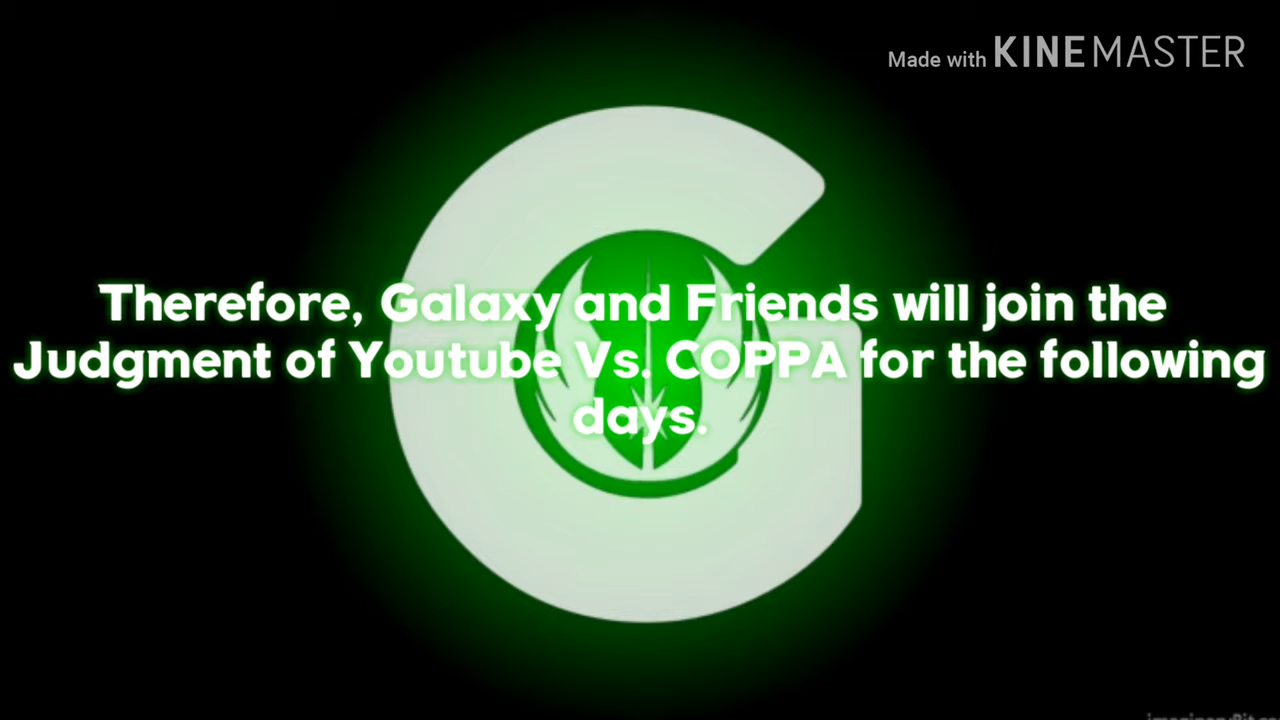 Made with KINEMASTER
Therefore, Galaxy and Friends will join the
Judgment of Youtube Vs. COPPA for the following
days.